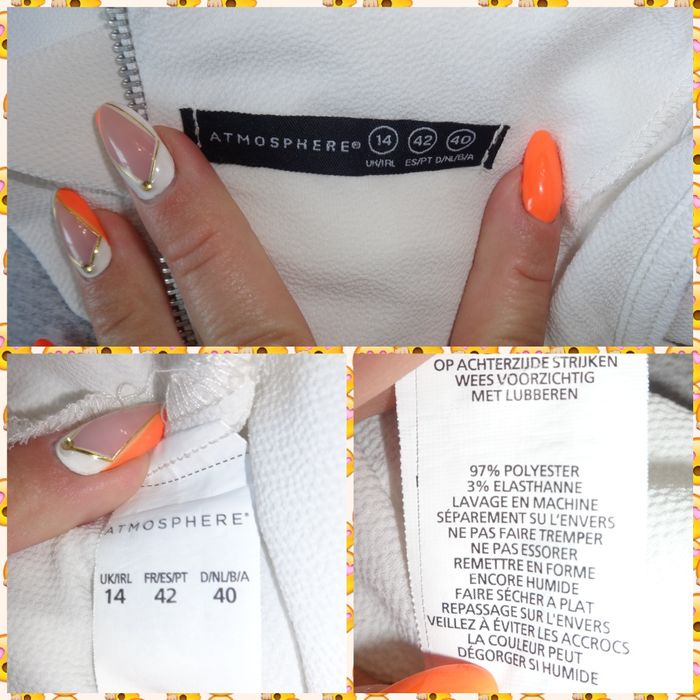 ATMOSPHERE® 14 42 40
UK/IRL ES/PT D/NL/B/A
ATMOSPHERE®
UK/IRL FR/ES/PT D/NL/B/A
14 42 40
OP ACHTERZIJDE STRIJKEN
WEES VOORZICHTIG
MET LUBBEREN
97% POLYESTER
3% ELASTHANNE
LAVAGE EN MACHINE
SÉPAREMENT SU L'ENVERS
NE PAS FAIRE TREMPER
NE PAS ESSORER
REMETTRE EN FORME
ENCORE HUMIDE
FAIRE SÉCHER A PLAT
REPASSAGE SUR L'ENVERS
VEILLEZ À ÉVITER LES ACCROCS
LA COULEUR PEUT
DÉGORGER SI HUMIDE